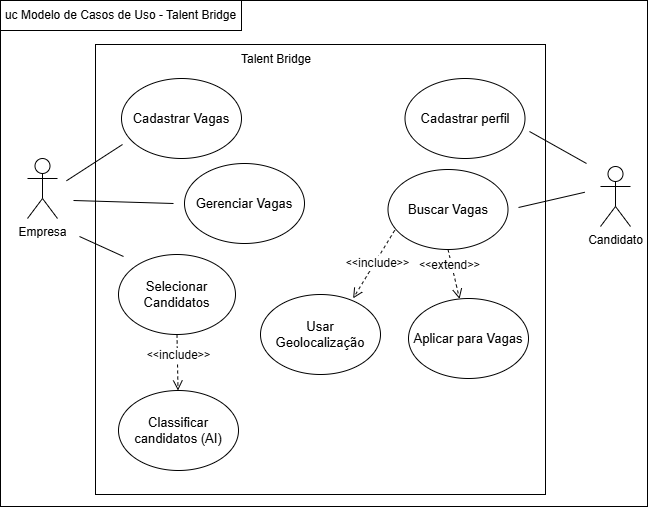 uc Modelo de Casos de Uso - Talent Bridge
Talent Bridge
Cadastrar Vagas
Cadastrar perfil
Gerenciar Vagas
Buscar Vagas
Empresa
Candidato
Selecionar
Candidatos
<<include>>
<<extend>>
Usar
Geolocalização
Aplicar para Vagas
<<include>>
Classificar
candidatos (AI)